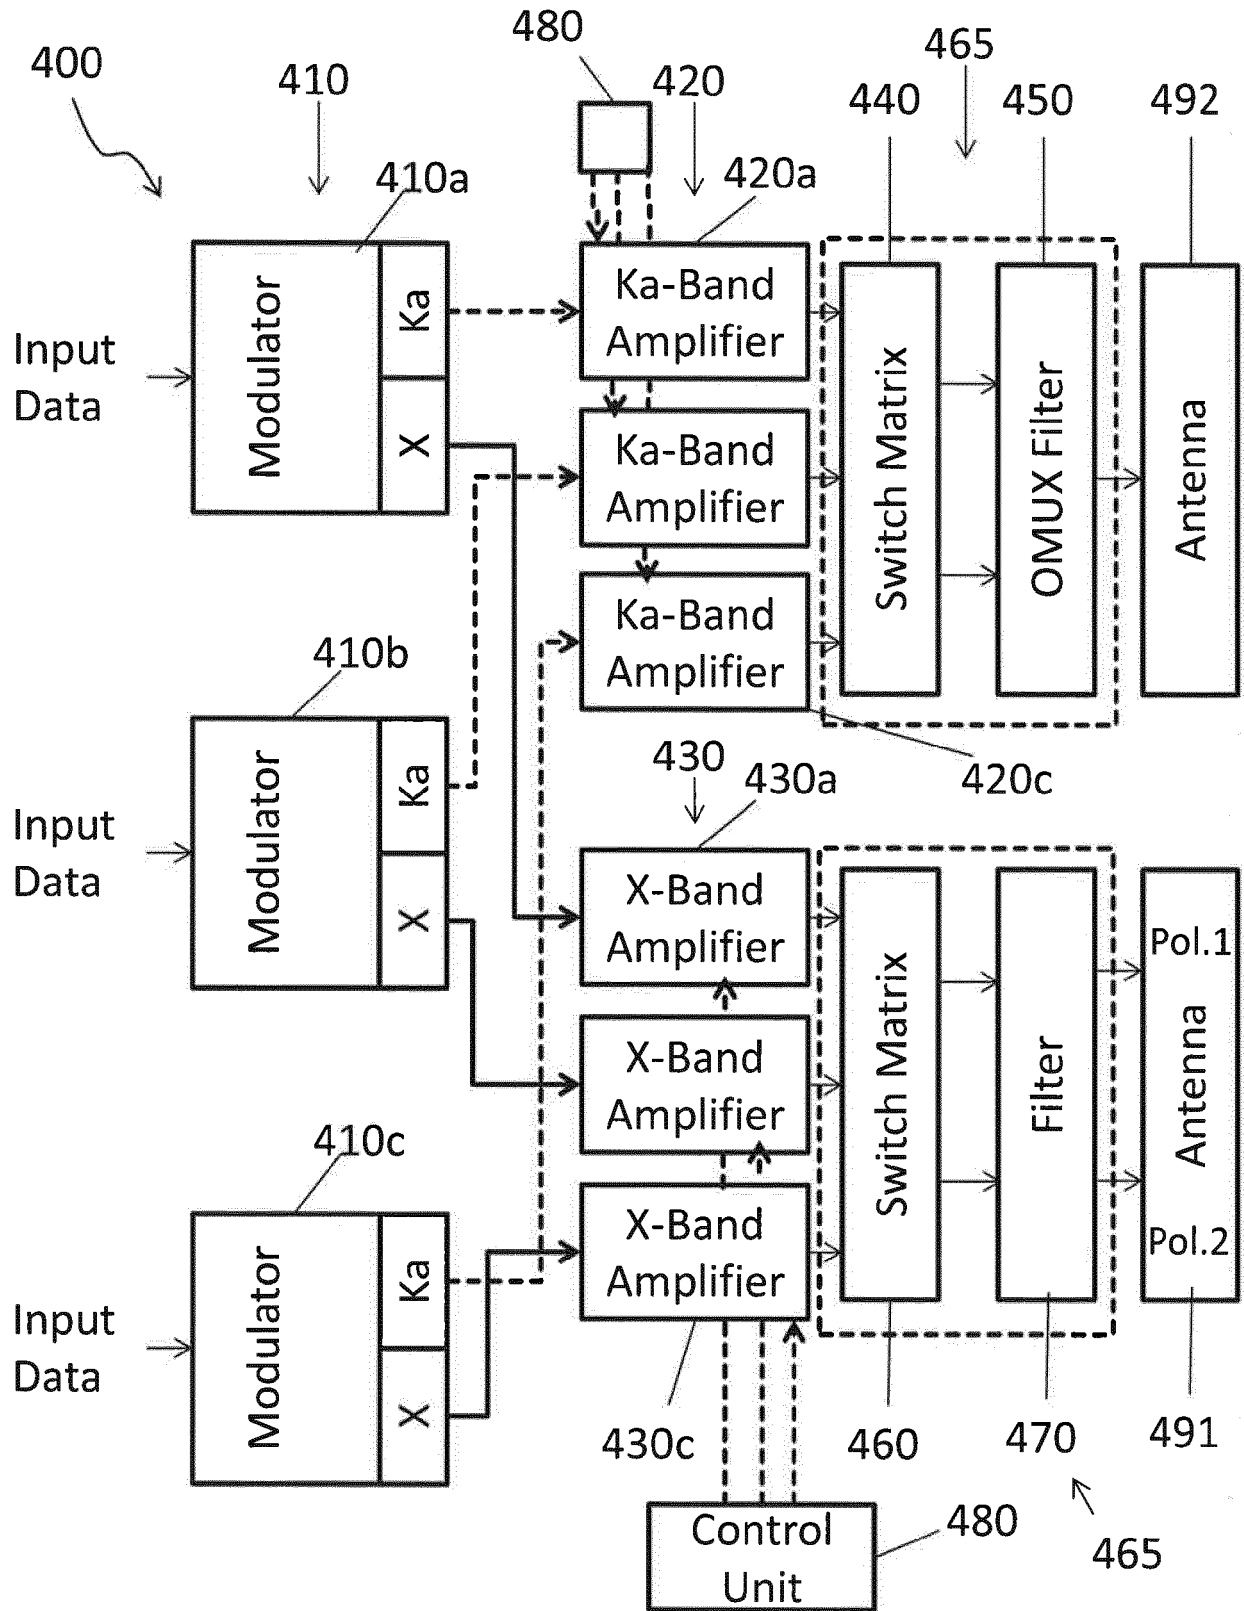 480
465
400
410
420
440
450
492
410a
420a
Modulator
Ka
X
Input
Data
Ka-Band
Amplifier
Ka-Band
Amplifier
Ka-Band
Amplifier
Switch Matrix
OMUX Filter
Antenna
410b
420c
Modulator
Ka
X
Input
Data
430
430a
X-Band
Amplifier
X-Band
Amplifier
X-Band
Amplifier
Switch Matrix
Filter
Pol.1
Antenna
Pol.2
410c
Modulator
Ka
X
Input
Data
430c
460
470
491
Control
Unit
480
465